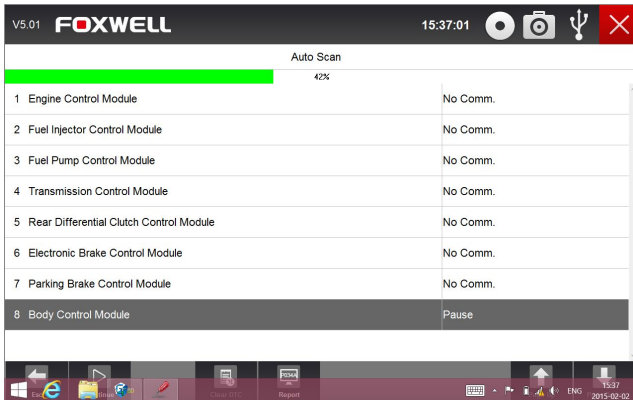 V5.01 FOXWELL 15:37:01
Auto Scan
42%
1 Engine Control Module No Comm.
2 Fuel Injector Control Module No Comm.
3 Fuel Pump Control Module No Comm.
4 Transmission Control Module No Comm.
5 Rear Differential Clutch Control Module No Comm.
6 Electronic Brake Control Module No Comm.
7 Parking Brake Control Module No Comm.
8 Body Control Module Pause
Clear DTC Report
ENG 15:37
2015-02-02